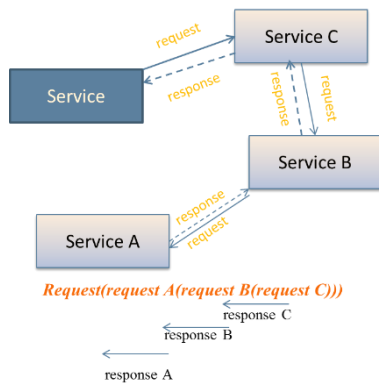 request
Service C
response
Service
response
request
Service B
response
request
Service A
Request(request A(request B(request C)))
response C
response B
response A